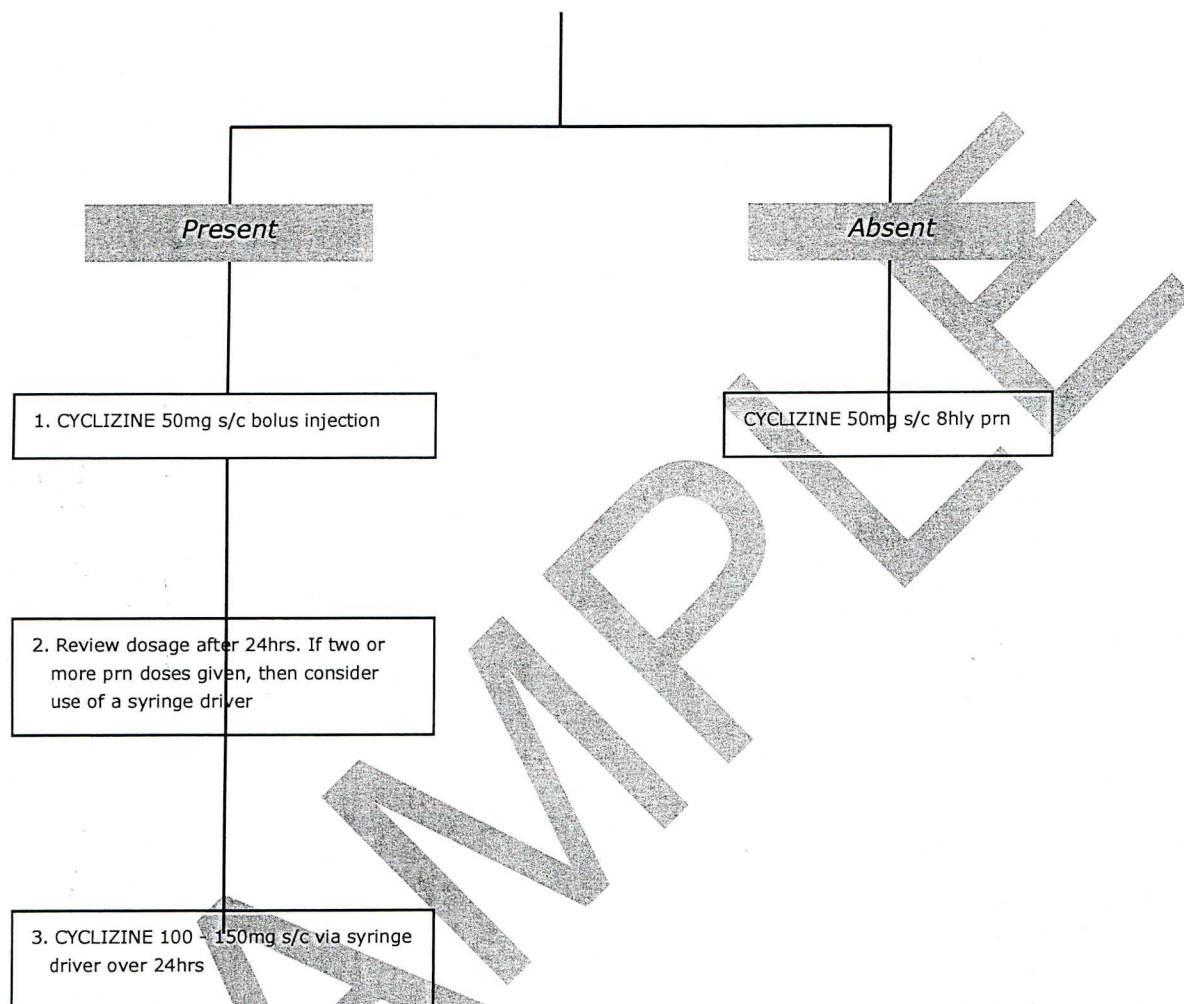 Present
Absent
1. CYCLIZINE 50mg s/c bolus injection
CYCLIZINE 50mg s/c 8hly prn
2. Review dosage after 24hrs. If two or
more prn doses given, then consider
use of a syringe driver
3. CYCLIZINE 100 - 150mg s/c via syringe
driver over 24hrs
AMPLE